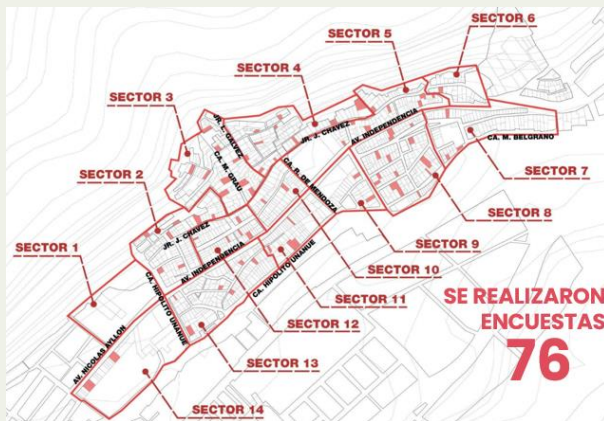 SECTOR 6
SECTOR 5
SECTOR 4
SECTOR 3
JR. L. GALVEZ
CA. M. GRAU
JR. J. CHAVEZ
AV. INDEPENDENCIA
CA. M. BELGRANO
CA. R. DE MENDOZA
SECTOR 7
SECTOR 2
SECTOR 8
JR. J. CHAVEZ
SECTOR 9
SECTOR 1
AV. INDEPENDENCIA
SECTOR 10
CA. HIPOLITO UNANUE
CA. HIPOLITO UNANUE
SECTOR 11
SECTOR 12
AV. NICOLAS AYLLON
SECTOR 13
SECTOR 14
SE REALIZARON
ENCUESTAS
76